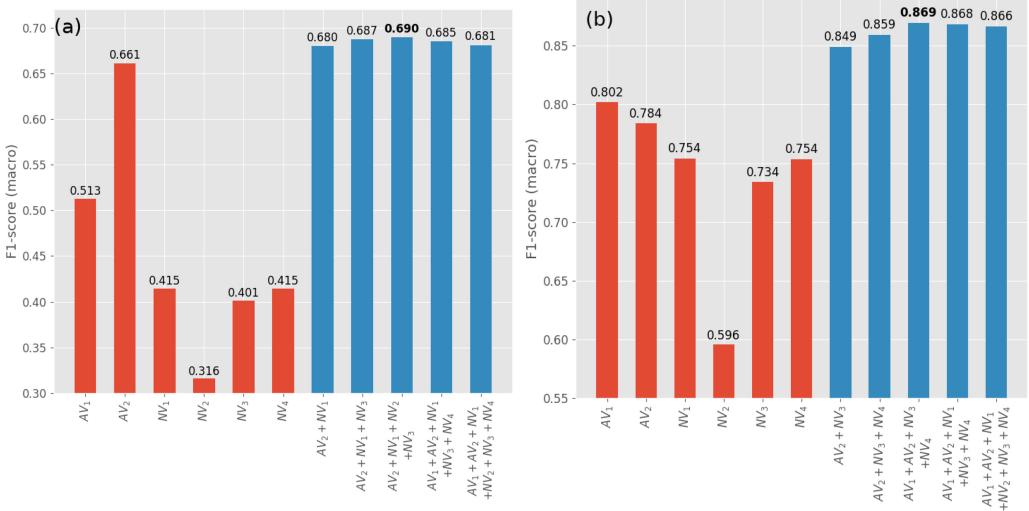 (a)
F1-score (macro)
0.70
0.65
0.60
0.55
0.50
0.45
0.40
0.35
0.30
0.513
0.661
0.415
0.316
0.401
0.415
0.680
0.687
0.690
0.685
0.681
AV₁
AV₂
NV₁
NV₂
NV₃
NV₄
AV₂ + NV₁
AV₂ + NV₁ + NV₃
AV₂ + NV₁ + NV₂
+NV₃
AV₁ + AV₂ + NV₁
+NV₃ + NV₄
AV₁ + AV₂ + NV₁
+NV₂ + NV₃ + NV₄
(b)
F1-score (macro)
0.85
0.80
0.75
0.70
0.65
0.60
0.55
0.802
0.784
0.754
0.596
0.734
0.754
0.849
0.859
0.869
0.868
0.866
AV₁
AV₂
NV₁
NV₂
NV₃
NV₄
AV₂ + NV₃
AV₂ + NV₃ + NV₄
AV₁ + AV₂ + NV₃
+NV₄
AV₁ + AV₂ + NV₁
+NV₃ + NV₄
AV₁ + AV₂ + NV₁
+NV₂ + NV₃ + NV₄